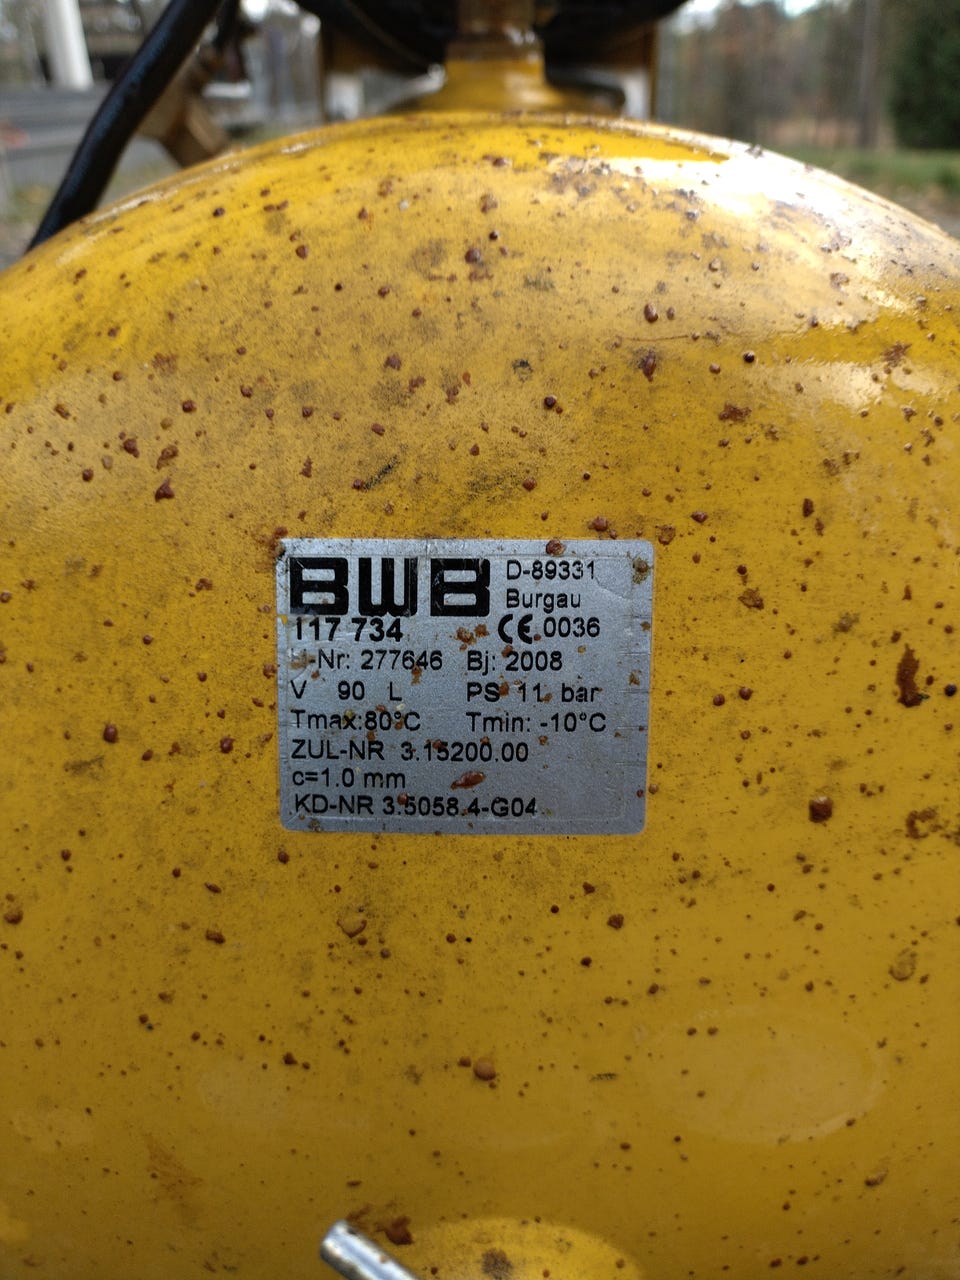 BWB D-89331
Burgau
117 734 CE 0036
H-Nr: 277646 Bj: 2008
V 90 L PS 11 bar
Tmax:80°C Tmin: -10°C
ZUL-NR 3.15200.00
c=1.0 mm
KD-NR 3.5058.4-G04